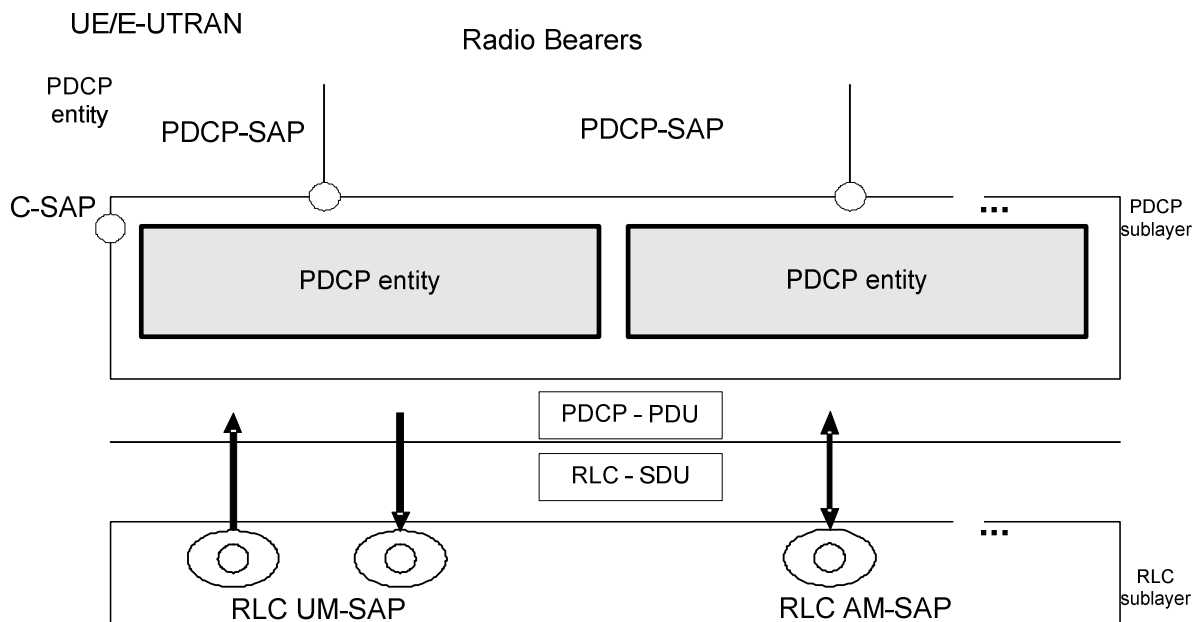 UE/E-UTRAN
Radio Bearers
PDCP
entity
PDCP-SAP
PDCP-SAP
C-SAP
...
PDCP
sublayer
PDCP entity
PDCP entity
PDCP - PDU
RLC - SDU
...
RLC UM-SAP
RLC AM-SAP
RLC
sublayer